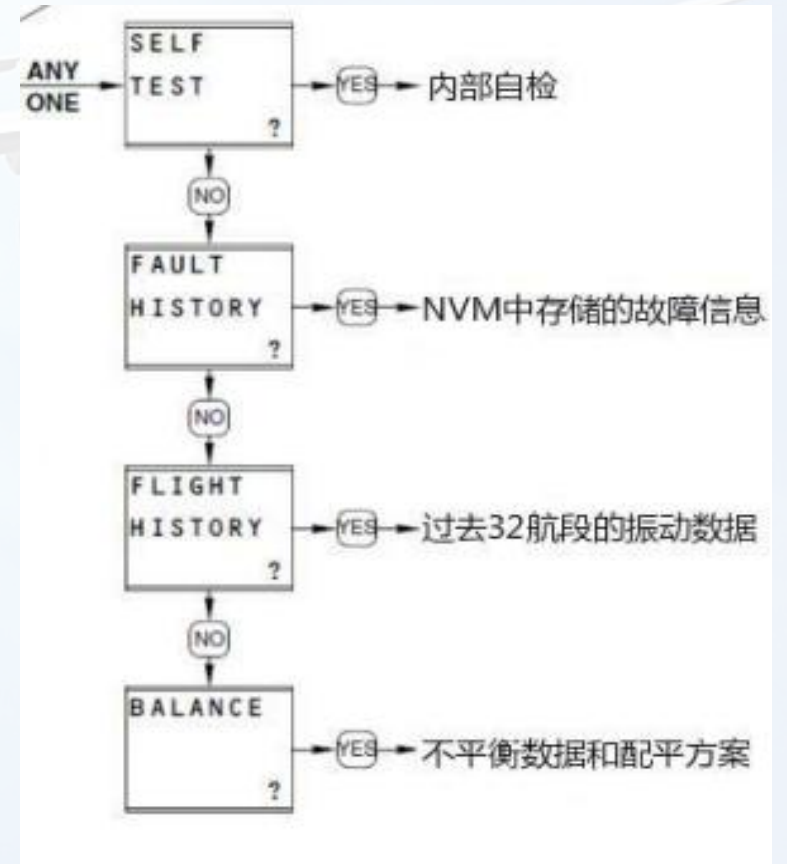 ANY
ONE
SELF
TEST
?
YES
内部自检
NO
FAULT
HISTORY
?
YES
NVM中存储的故障信息
NO
FLIGHT
HISTORY
?
YES
过去32航段的振动数据
NO
BALANCE
?
YES
不平衡数据和配平方案